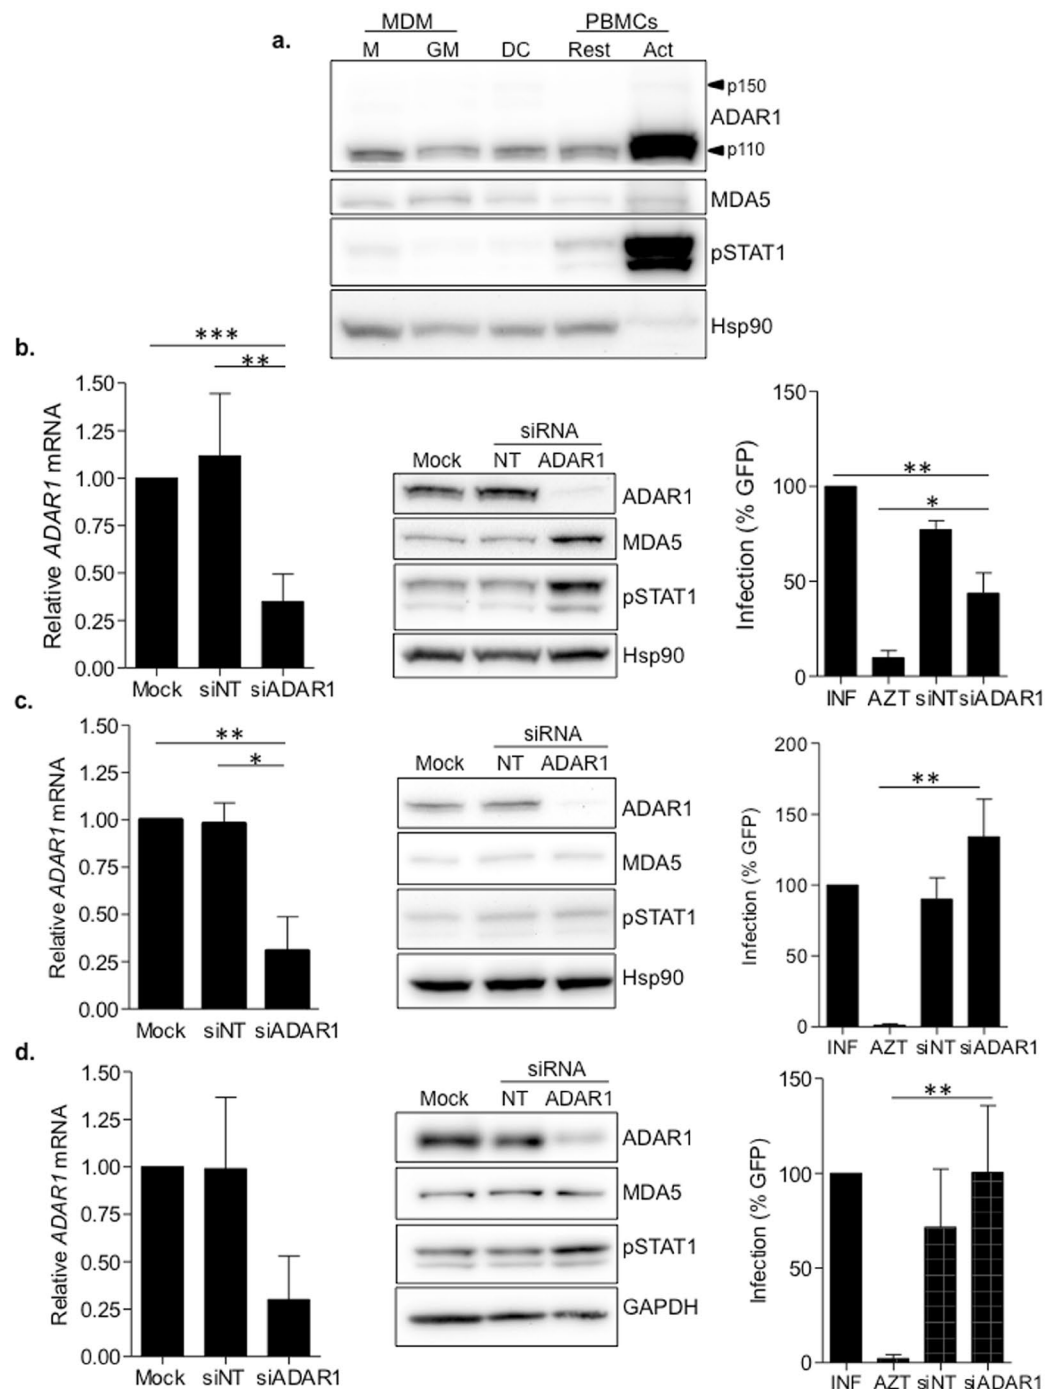 a.
MDM PBMCs
M GM DC Rest Act
p150
ADAR1
p110
MDA5
pSTAT1
Hsp90
b.
***
**
1.50
1.25
1.00
0.75
0.50
0.25
0.00
Relative ADAR1 mRNA
Mock siNT siADAR1
siRNA
Mock NT ADAR1
ADAR1
MDA5
pSTAT1
Hsp90
150
100
50
0
Infection (% GFP)
**
*
INF AZT siNT siADAR1
c.
**
*
1.50
1.25
1.00
0.75
0.50
0.25
0.00
Relative ADAR1 mRNA
Mock siNT siADAR1
siRNA
Mock NT ADAR1
ADAR1
MDA5
pSTAT1
Hsp90
200
150
100
50
0
Infection (% GFP)
**
INF AZT siNT siADAR1
d.
1.50
1.25
1.00
0.75
0.50
0.25
0.00
Relative ADAR1 mRNA
Mock siNT siADAR1
siRNA
Mock NT ADAR1
ADAR1
MDA5
pSTAT1
GAPDH
150
100
50
0
Infection (% GFP)
**
INF AZT siNT siADAR1